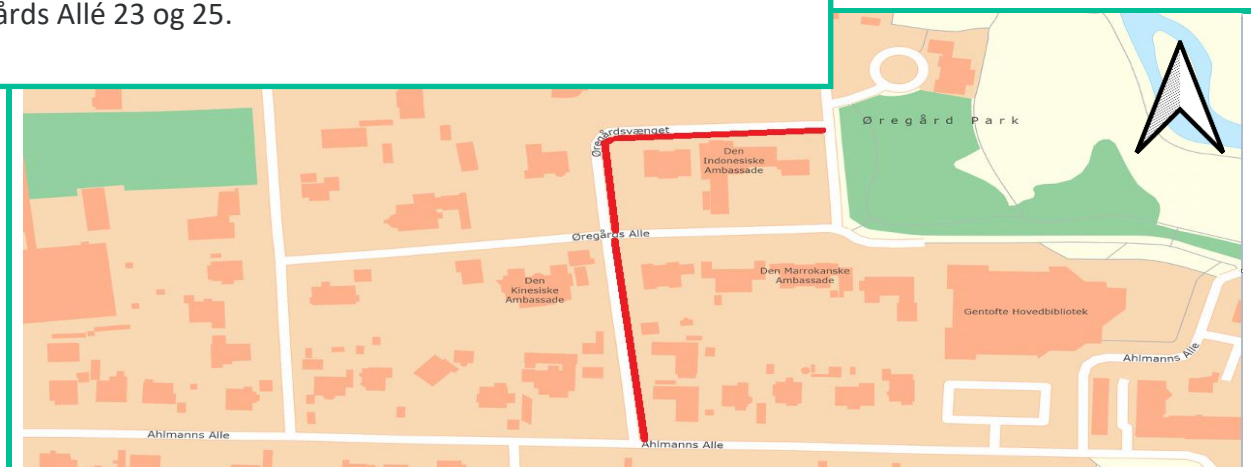 årds Allé 23 og 25.
Øregård Park
Øregårdsvænget
Den
Indonesiske
Ambassade
Øregårds Alle
Den
Kinesiske
Ambassade
Den Marrokanske
Ambassade
Gentofte Hovedbibliotek
Ahlmanns Alle
Ahlmanns Alle
Ahlmanns Alle